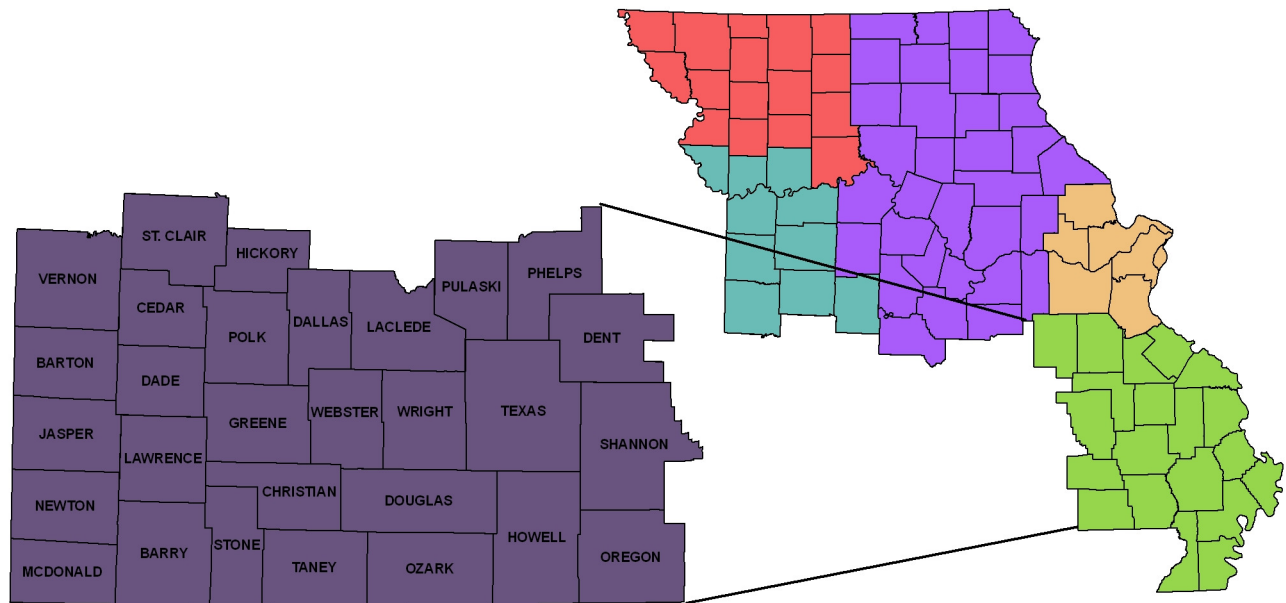 ST. CLAIR
HICKORY
VERNON
PULASKI
PHELPS
CEDAR
POLK
DALLAS
LACLEDE
DENT
BARTON
DADE
GREENE
WEBSTER
WRIGHT
TEXAS
JASPER
LAWRENCE
SHANNON
NEWTON
CHRISTIAN
DOUGLAS
BARRY
STONE
HOWELL
MCDONALD
TANEY
OZARK
OREGON